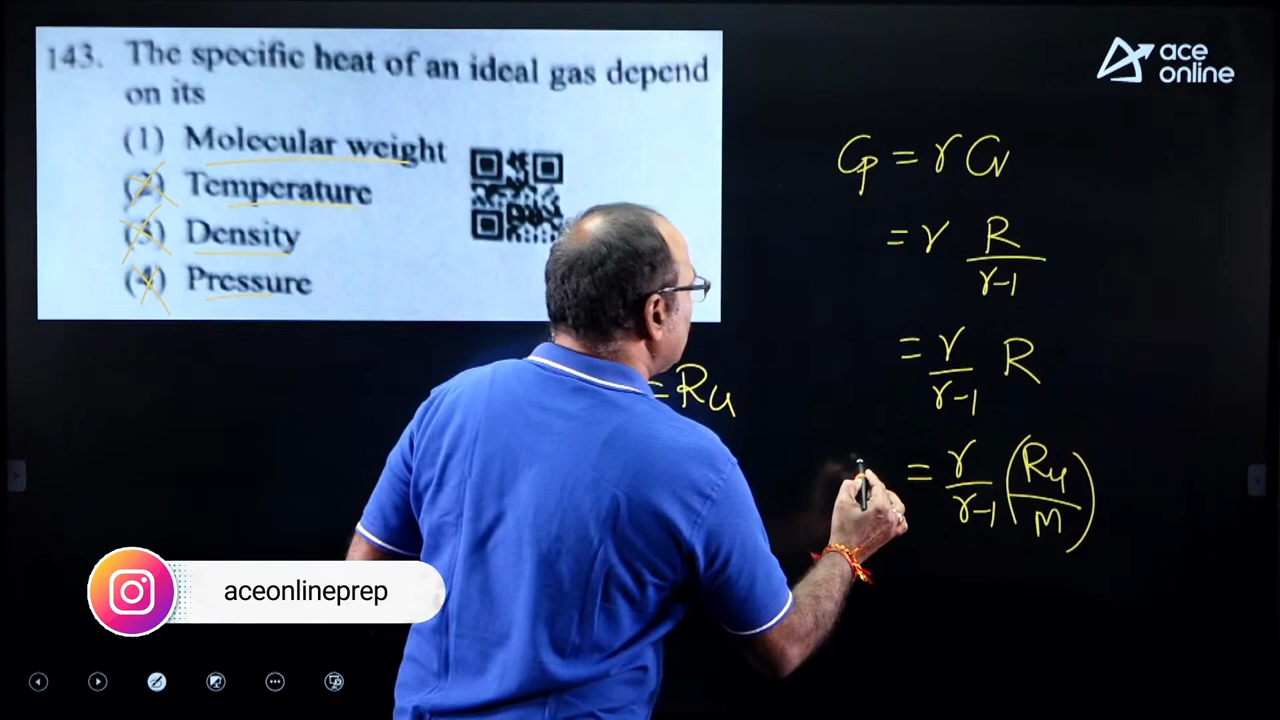 143. The specific heat of an ideal gas depend
on its
(1) Molecular weight
(2) Temperature
(3) Density
(4) Pressure
ace
online
Cp = γ Cv
= γ R/(γ-1)
= γ/(γ-1) R
= γ/(γ-1) (Ru/M)
= Ru
aceonlineprep